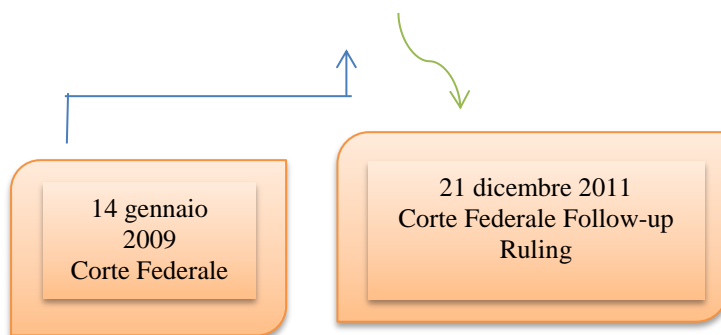 14 gennaio
2009
Corte Federale
21 dicembre 2011
Corte Federale Follow-up
Ruling